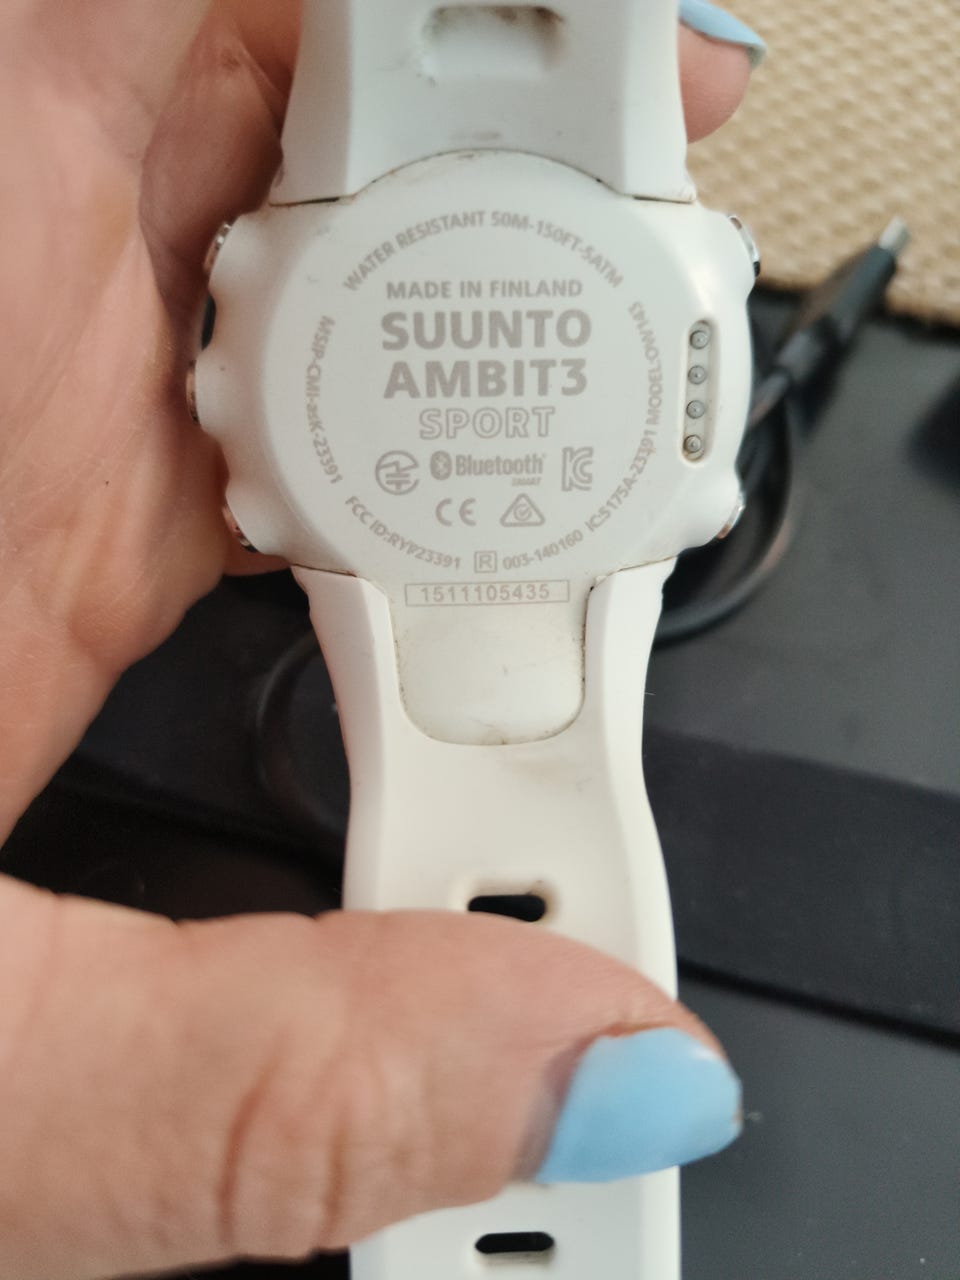 WATER RESISTANT 50M-150FT-5ATM
MADE IN FINLAND
SUUNTO
AMBIT3
SPORT
Bluetooth
SMART
CE
MSIP-CMI-aSK-23391
FCC ID:RYP23391
R 003-140160
IC:5175A-23391 MODEL:OW143
1511105435